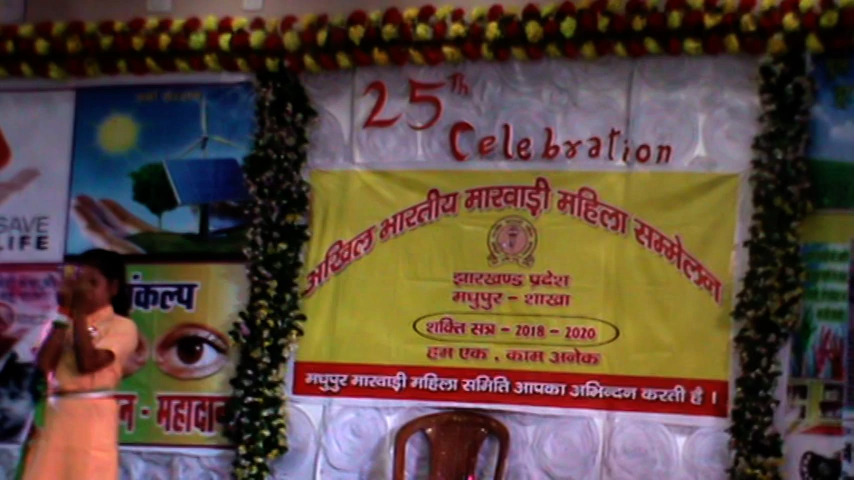 25Th
Celebration
अखिल भारतीय मारवाड़ी महिला सम्मेलन
झारखण्ड प्रदेश
मधुपुर - शाखा
शक्ति सत्र - 2018 - 2020
हम एक , काम अनेक
मधुपुर मारवाड़ी महिला समिति आपका अभिनन्दन करती है ।
SAVE
LIFE
कल्प
न - महादान